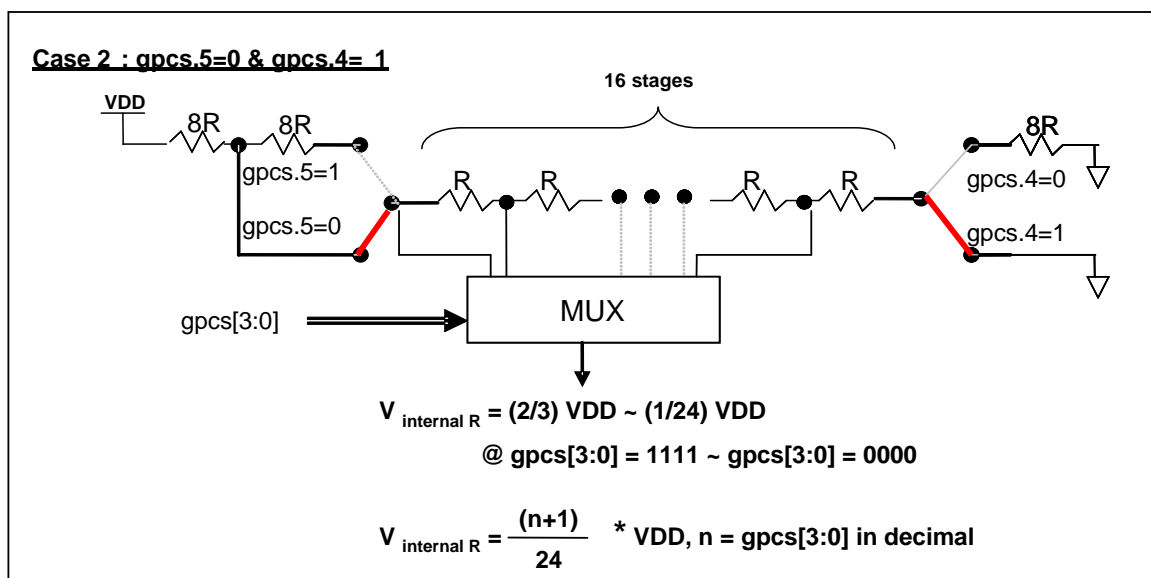 Case 2 : gpcs.5=0 & gpcs.4= 1
16 stages
VDD
8R
8R
8R
gpcs.5=1
R
R
R
R
gpcs.4=0
gpcs.5=0
gpcs.4=1
MUX
gpcs[3:0]
V internal R = (2/3) VDD ~ (1/24) VDD
@ gpcs[3:0] = 1111 ~ gpcs[3:0] = 0000
V internal R = (n+1) / 24 * VDD, n = gpcs[3:0] in decimal